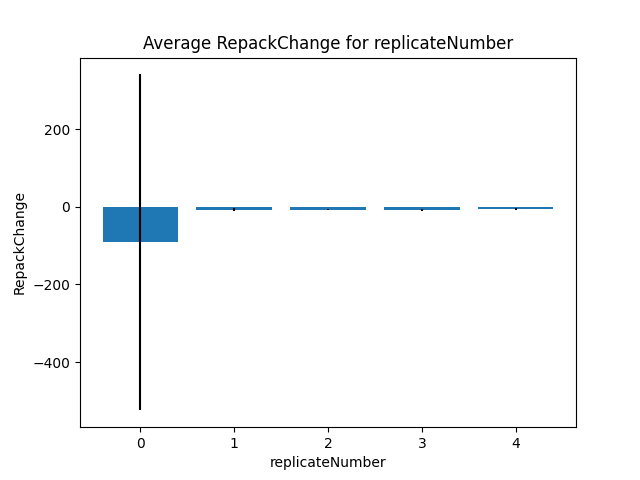 Average RepackChange for replicateNumber
200
0
−200
−400
RepackChange
0 1 2 3 4
replicateNumber